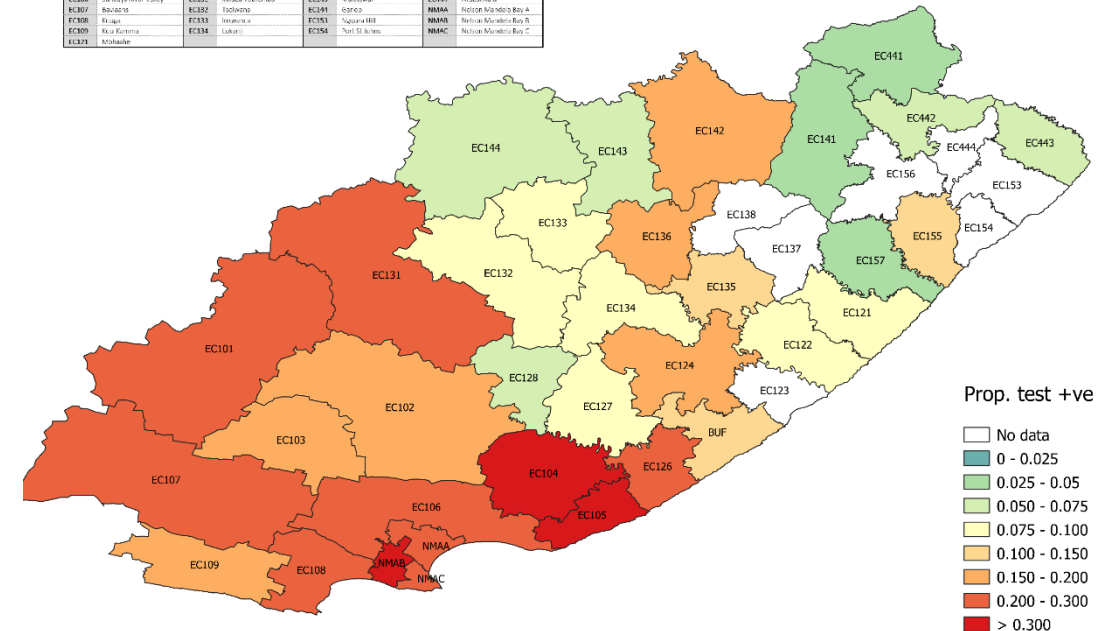 EC107 Baviaans EC132 Tsolwana EC144 Gariep NMAA Nelson Mandela Bay A
EC108 Kouga EC133 Inkwanca EC153 Ngquza Hill NMAB Nelson Mandela Bay B
EC109 Kou Kamma EC134 Lukanji EC154 Port St Johns NMAC Nelson Mandela Bay C
EC121 Mbhashe
EC441
EC442
EC142
EC141
EC443
EC444
EC144
EC143
EC156
EC153
EC138
EC133
EC154
EC136
EC155
EC137
EC157
EC132
EC131
EC135
EC134
EC121
EC101
EC122
EC124
EC128
EC123
EC102
EC127
BUF
EC103
EC126
EC104
EC107
EC106
EC105
NMAA
NMAB
EC109
EC108
NMAC
Prop. test +ve
No data
0 - 0.025
0.025 - 0.05
0.050 - 0.075
0.075 - 0.100
0.100 - 0.150
0.150 - 0.200
0.200 - 0.300
> 0.300